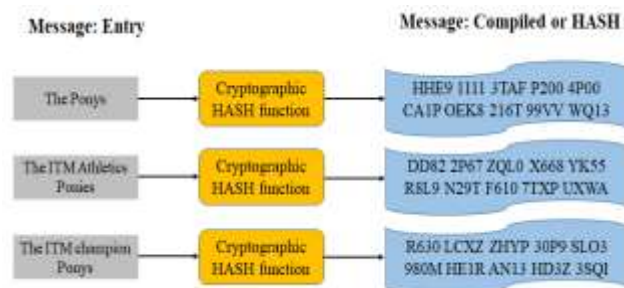 Message: Entry
Message: Compiled or HASH
The Ponys
Cryptographic
HASH function
HHE9 1111 3TAF P200 4P00
CA1P OEK8 216T 99VV WQ13
The ITM Athletics
Ponies
Cryptographic
HASH function
DD82 2P67 ZQL0 X668 YK55
R8L9 N29T F610 7TXP UXWA
The ITM champion
Ponys
Cryptographic
HASH function
R630 LCXZ ZHYP 30P9 SLO3
980M HE1R AN13 HD3Z 3SQI